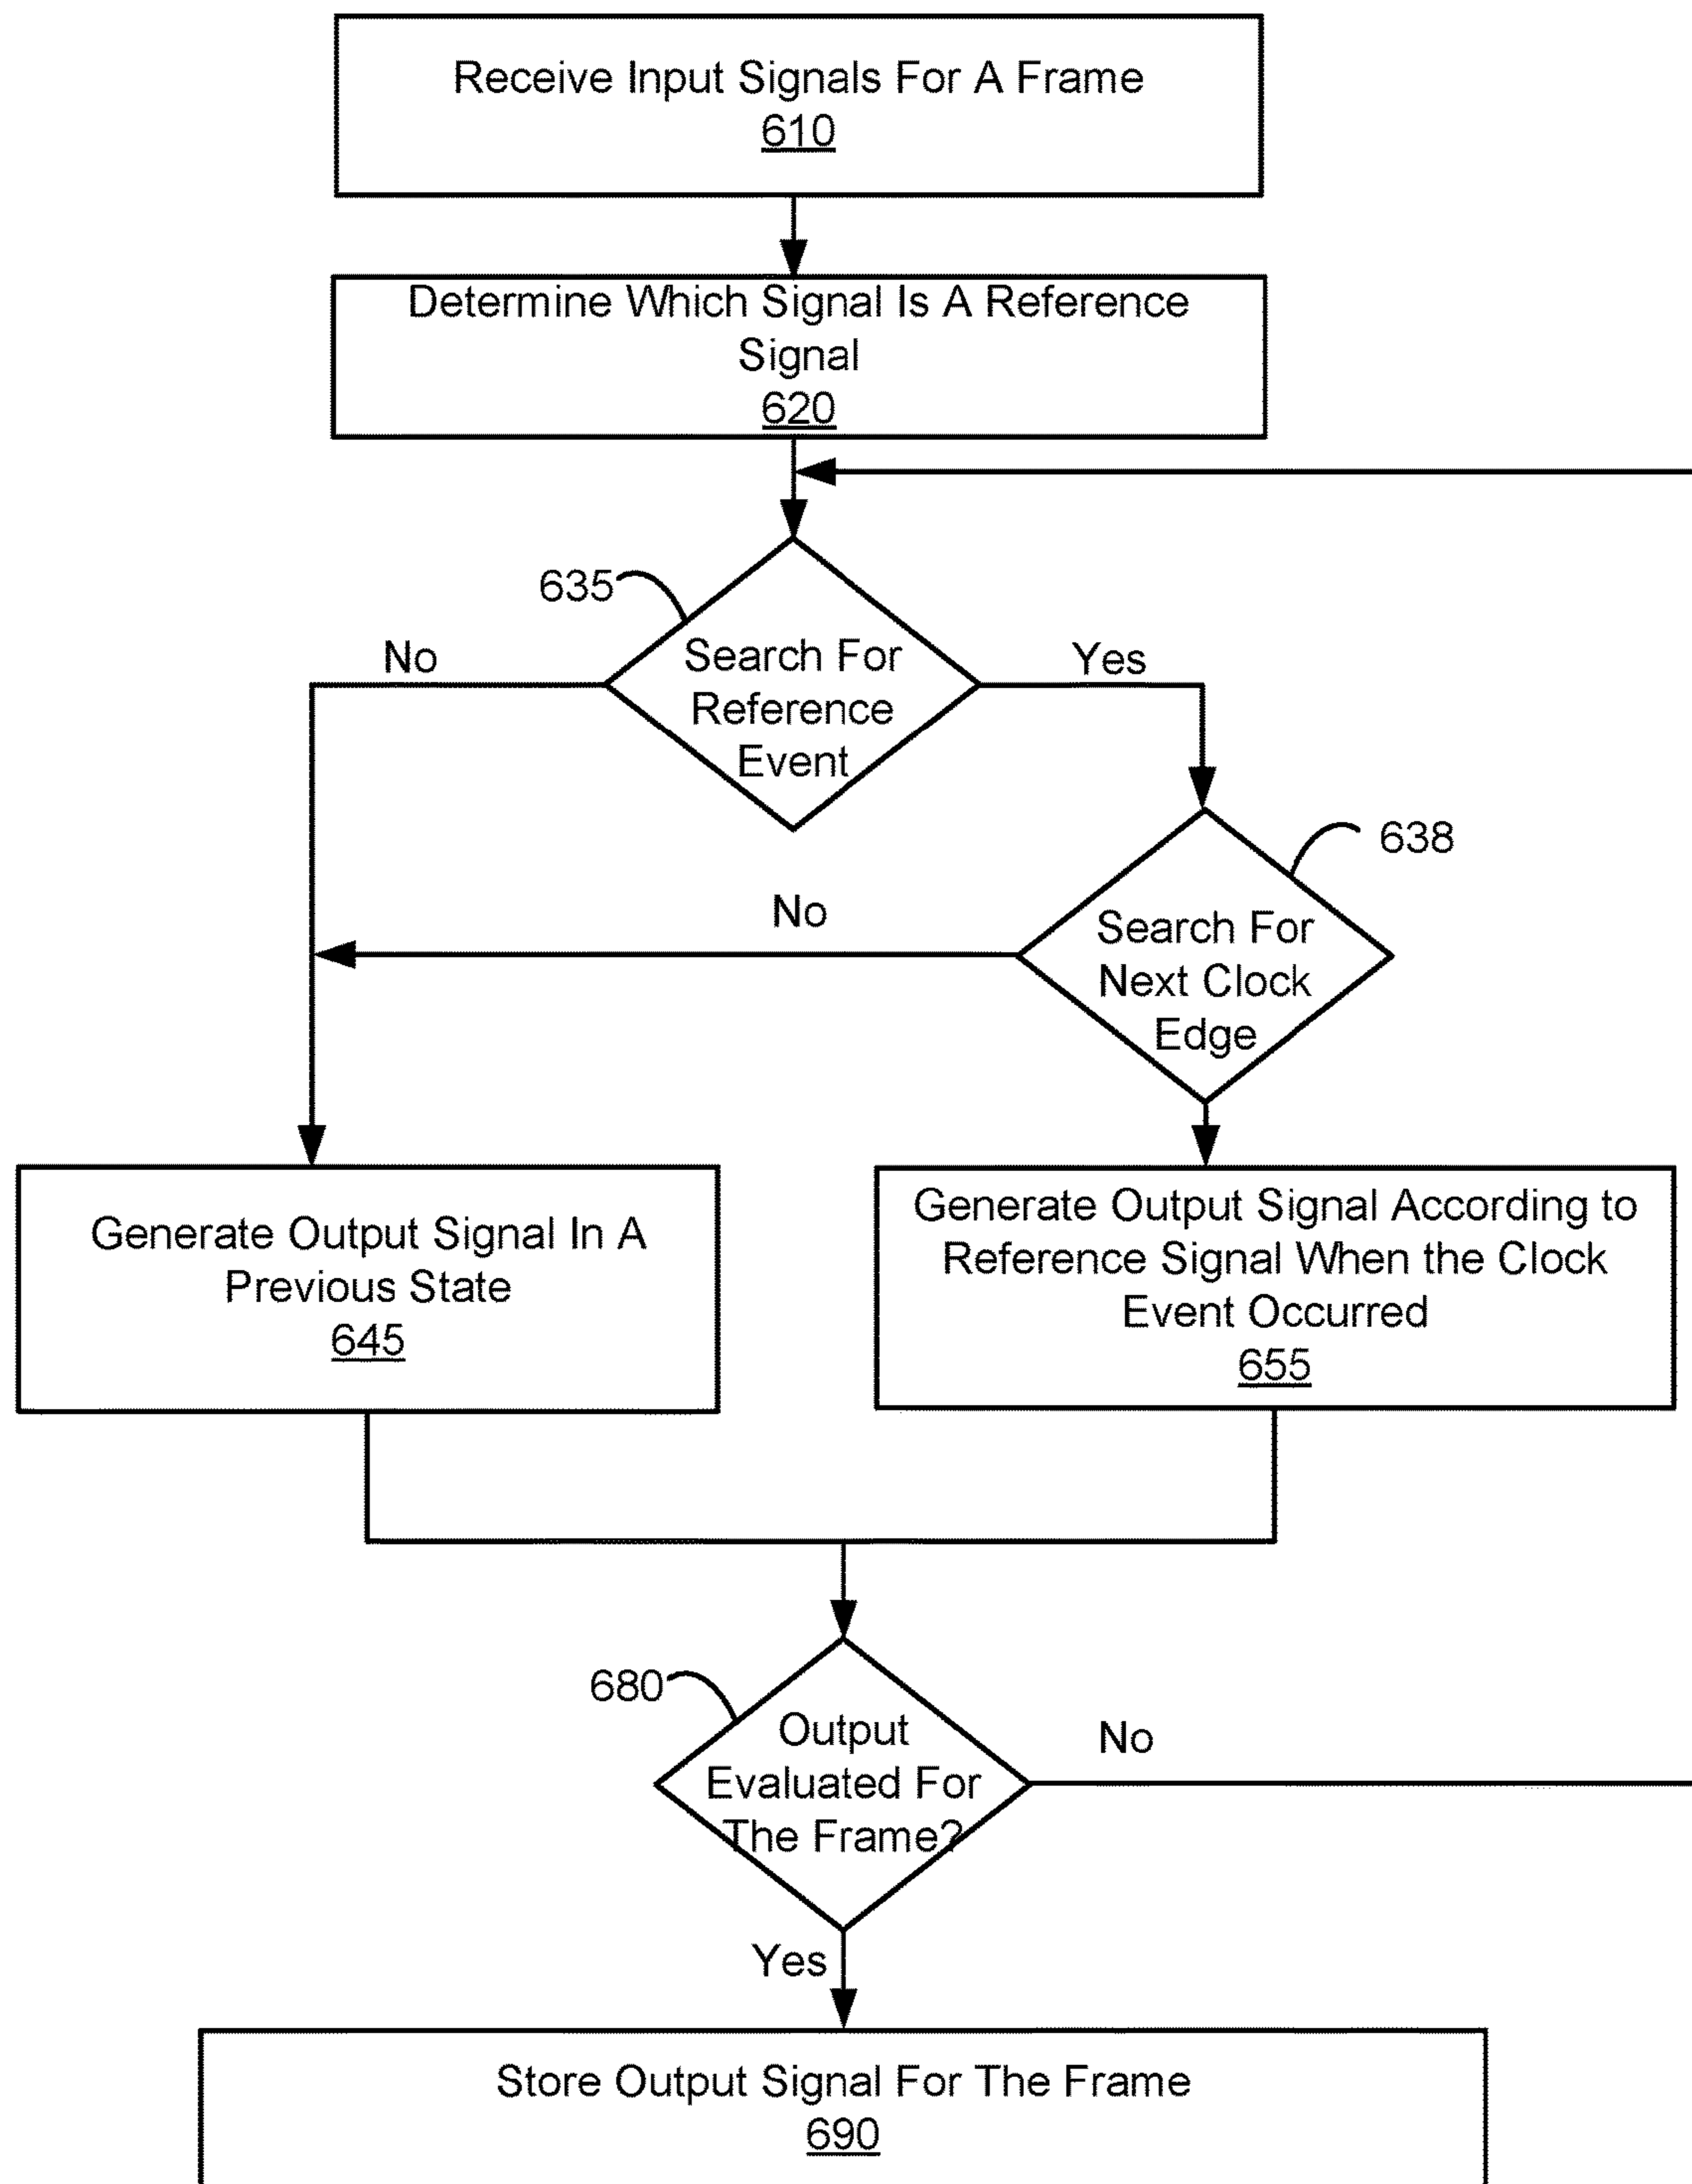 Receive Input Signals For A Frame
610
Determine Which Signal Is A Reference
Signal
620
635
Search For
Reference
Event
No
Yes
638
Search For
Next Clock
Edge
No
Generate Output Signal In A
Previous State
645
Generate Output Signal According to
Reference Signal When the Clock
Event Occurred
655
680
Output
Evaluated For
The Frame?
No
Yes
Store Output Signal For The Frame
690